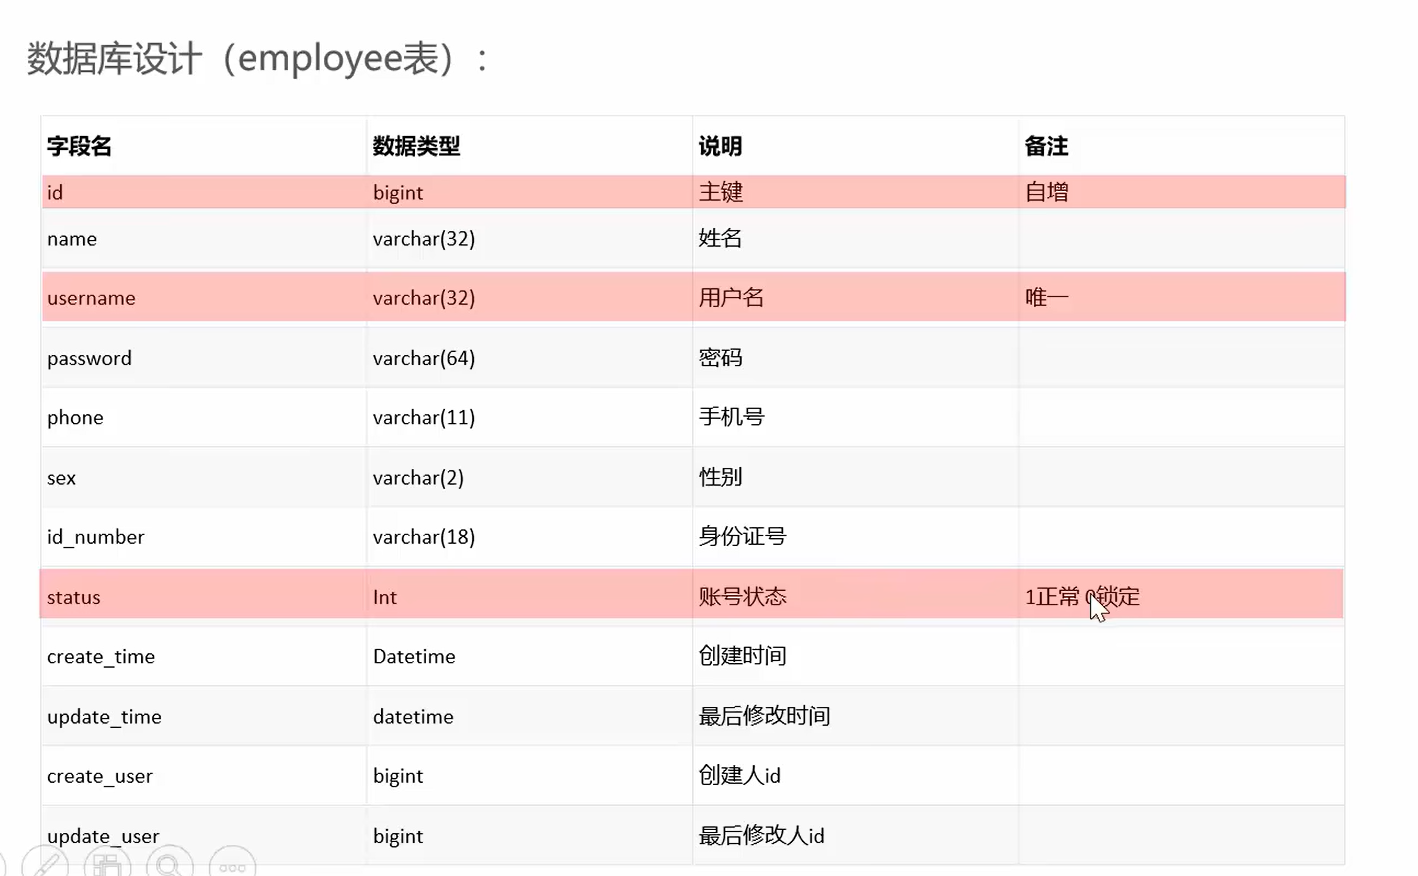 数据库设计（employee表）：
字段名 数据类型 说明 备注
id bigint 主键 自增
name varchar(32) 姓名
username varchar(32) 用户名 唯一
password varchar(64) 密码
phone varchar(11) 手机号
sex varchar(2) 性别
id_number varchar(18) 身份证号
status Int 账号状态 1正常 0锁定
create_time Datetime 创建时间
update_time datetime 最后修改时间
create_user bigint 创建人id
update_user bigint 最后修改人id